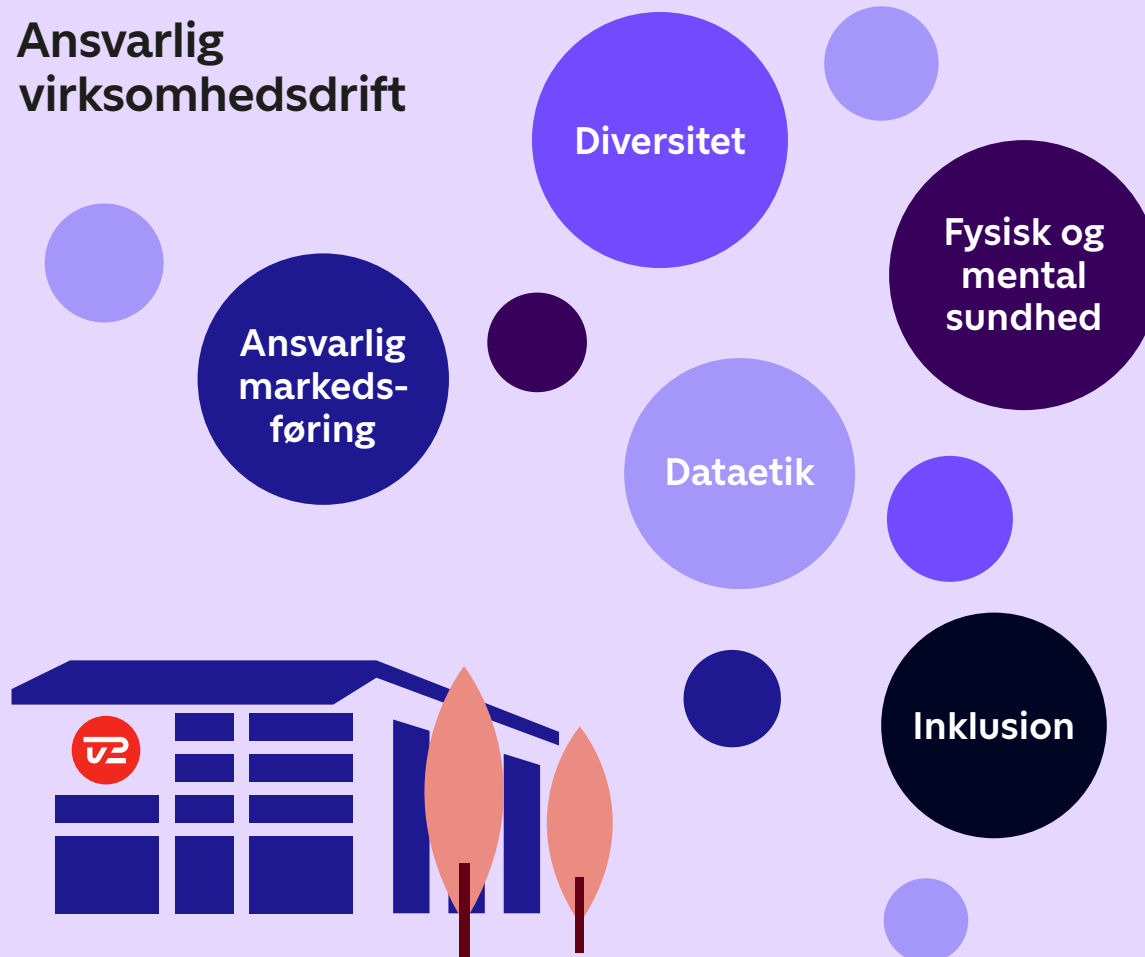 Ansvarlig
virksomhedsdrift
Diversitet
Fysisk og
mental
sundhed
Ansvarlig
markeds-
føring
Dataetik
Inklusion
TV2